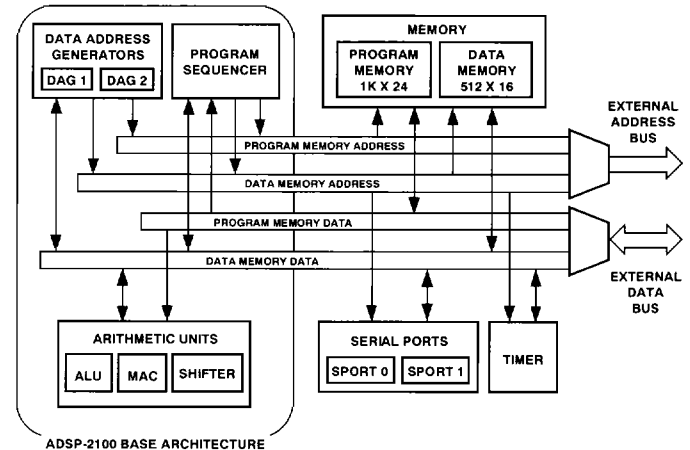 DATA ADDRESS
GENERATORS
DAG 1
DAG 2
PROGRAM
SEQUENCER
MEMORY
PROGRAM
MEMORY
1K X 24
DATA
MEMORY
512 X 16
EXTERNAL
ADDRESS
BUS
PROGRAM MEMORY ADDRESS
DATA MEMORY ADDRESS
PROGRAM MEMORY DATA
DATA MEMORY DATA
EXTERNAL
DATA
BUS
ARITHMETIC UNITS
ALU
MAC
SHIFTER
SERIAL PORTS
SPORT 0
SPORT 1
TIMER
ADSP-2100 BASE ARCHITECTURE